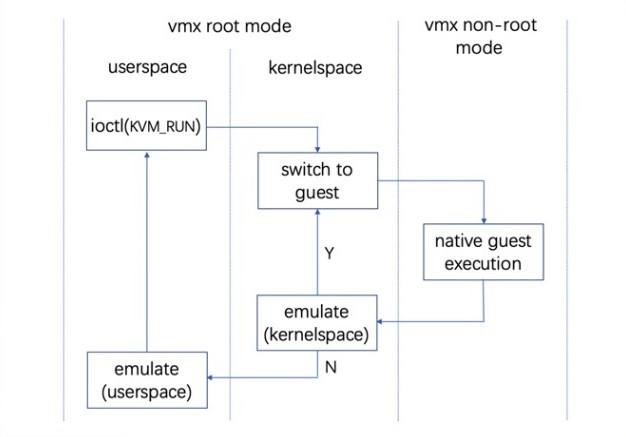 vmx root mode
vmx non-root
mode
userspace
kernelspace
ioctl(KVM_RUN)
switch to
guest
native guest
execution
Y
emulate
(kernelspace)
N
emulate
(userspace)